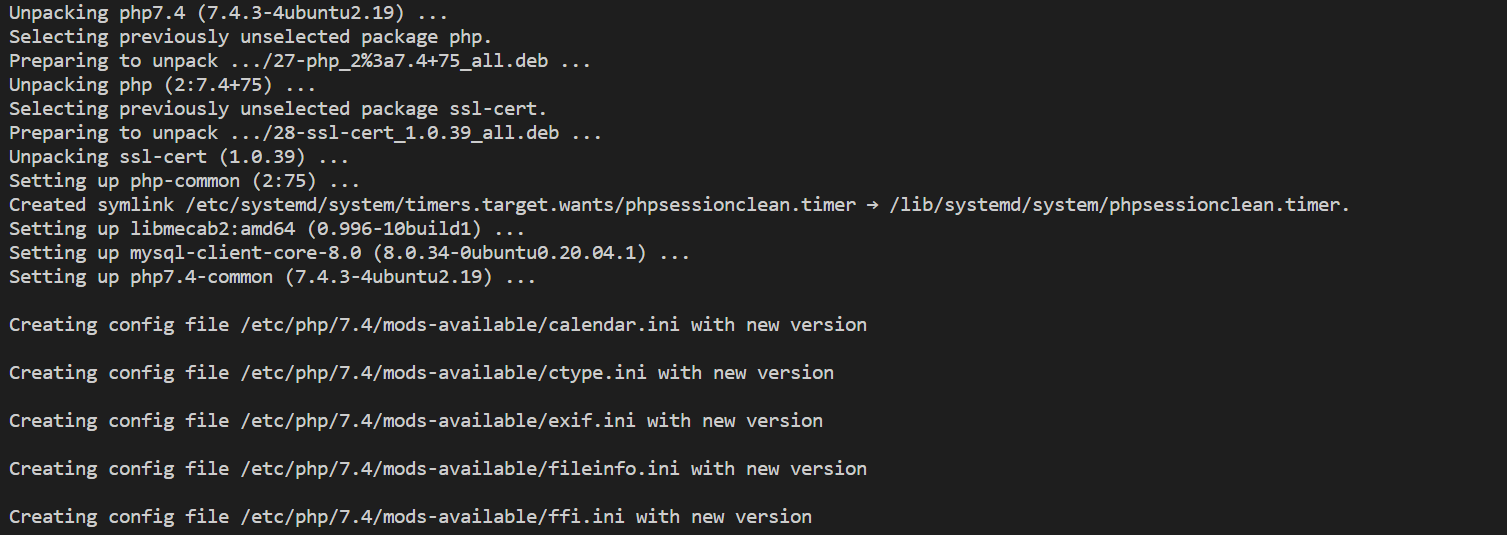 Unpacking php7.4 (7.4.3-4ubuntu2.19) ...
Selecting previously unselected package php.
Preparing to unpack .../27-php_2%3a7.4+75_all.deb ...
Unpacking php (2:7.4+75) ...
Selecting previously unselected package ssl-cert.
Preparing to unpack .../28-ssl-cert_1.0.39_all.deb ...
Unpacking ssl-cert (1.0.39) ...
Setting up php-common (2:75) ...
Created symlink /etc/systemd/system/timers.target.wants/phpsessionclean.timer → /lib/systemd/system/phpsessionclean.timer.
Setting up libmecab2:amd64 (0.996-10build1) ...
Setting up mysql-client-core-8.0 (8.0.34-0ubuntu0.20.04.1) ...
Setting up php7.4-common (7.4.3-4ubuntu2.19) ...
Creating config file /etc/php/7.4/mods-available/calendar.ini with new version
Creating config file /etc/php/7.4/mods-available/ctype.ini with new version
Creating config file /etc/php/7.4/mods-available/exif.ini with new version
Creating config file /etc/php/7.4/mods-available/fileinfo.ini with new version
Creating config file /etc/php/7.4/mods-available/ffi.ini with new version